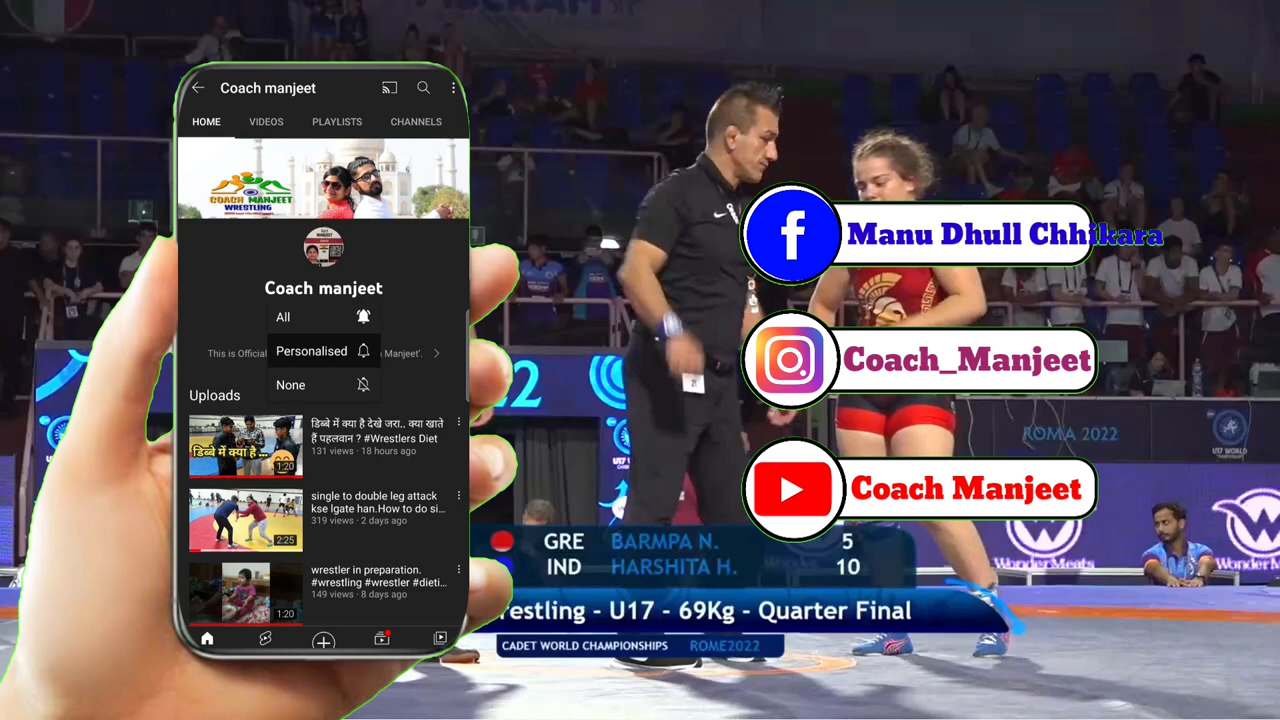 Coach manjeet
HOME VIDEOS PLAYLISTS CHANNELS
COACH MANJEET
WRESTLING
Coach manjeet
All
Personalised
This is Official
Manjeet'.
None
Uploads
डिब्बे में क्या है देखे जरा.. क्या खाते
हैं पहलवान ? #Wrestlers Diet
131 views · 18 hours ago
डिब्बे में क्या है ...
1:20
single to double leg attack
kse lgate han.How to do si...
319 views · 2 days ago
2:25
wrestler in preparation.
#wrestling #wrestler #dieti...
149 views · 8 days ago
1:20
Manu Dhull Chhikara
Coach_Manjeet
Coach Manjeet
ROMA 2022
U17 WORLD
WonderMeats
WonderMe
GRE BARMPA N. 5
IND HARSHITA H. 10
restling - U17 - 69Kg - Quarter Final
CADET WORLD CHAMPIONSHIPS ROME2022